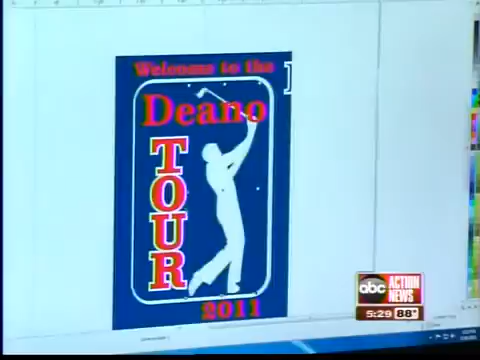 Welcome to the
Deano
TOUR
2011
abc
ACTION
NEWS
5:29 88°